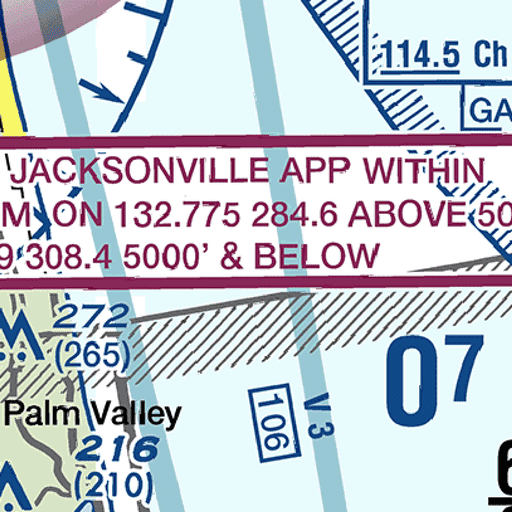 114.5 Ch
GA
JACKSONVILLE APP WITHIN
M ON 132.775 284.6 ABOVE 50
9 308.4 5000' & BELOW
272
(265)
07
Palm Valley
V 3
106
216
(210)